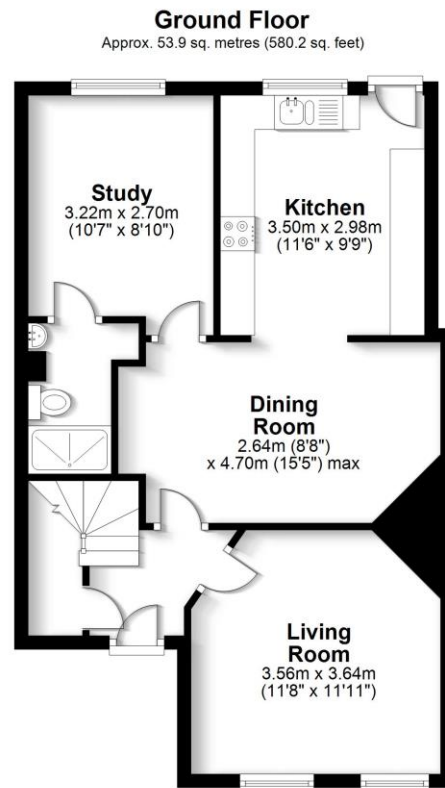 Ground Floor
Approx. 53.9 sq. metres (580.2 sq. feet)
Study
3.22m x 2.70m
(10'7" x 8'10")
Kitchen
3.50m x 2.98m
(11'6" x 9'9")
Dining
Room
2.64m (8'8")
x 4.70m (15'5") max
Living
Room
3.56m x 3.64m
(11'8" x 11'11")